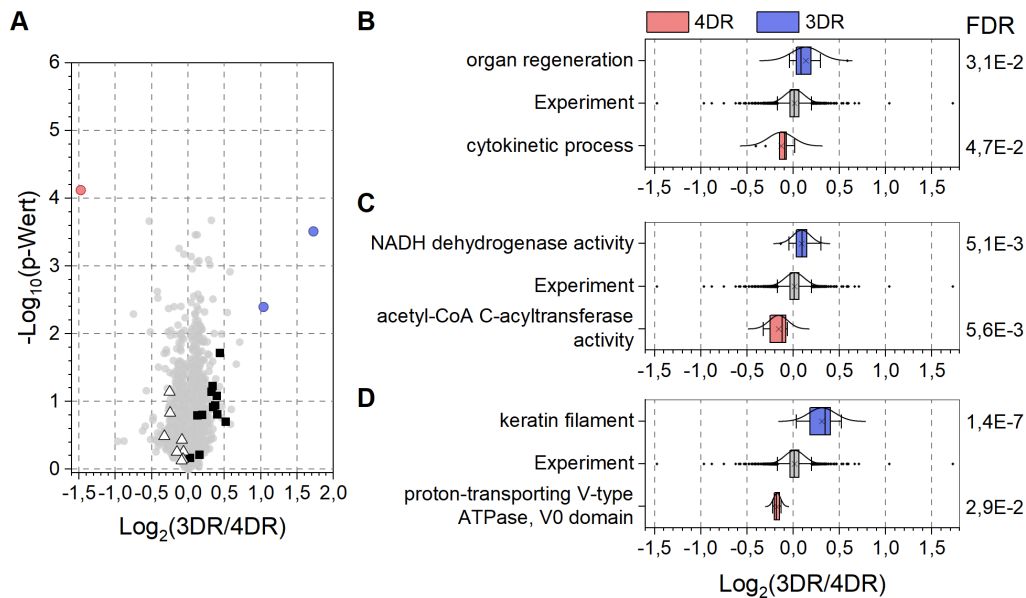 A
6
5
4
3
2
1
0
-Log10(p-Wert)
-1,5 -1,0 -0,5 0,0 0,5 1,0 1,5 2,0
Log2(3DR/4DR)
B
4DR 3DR FDR
organ regeneration 3,1E-2
Experiment
cytokinetic process 4,7E-2
-1,5 -1,0 -0,5 0,0 0,5 1,0 1,5
C
NADH dehydrogenase activity 5,1E-3
Experiment
acetyl-CoA C-acyltransferase
activity 5,6E-3
-1,5 -1,0 -0,5 0,0 0,5 1,0 1,5
D
keratin filament 1,4E-7
Experiment
proton-transporting V-type
ATPase, V0 domain 2,9E-2
-1,5 -1,0 -0,5 0,0 0,5 1,0 1,5
Log2(3DR/4DR)